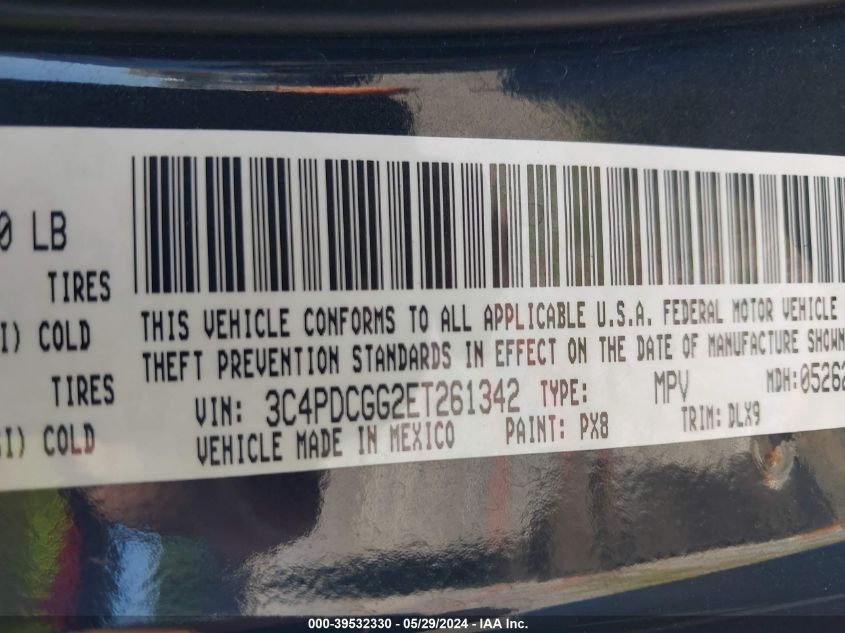 0 LB
TIRES
I) COLD
TIRES
SI) COLD
THIS VEHICLE CONFORMS TO ALL APPLICABLE U.S.A. FEDERAL MOTOR VEHICLE
THEFT PREVENTION STANDARDS IN EFFECT ON THE DATE OF MANUFACTURE SHOWN
VIN: 3C4PDCGG2ET261342 TYPE: MPV MDH: 05262
VEHICLE MADE IN MEXICO PAINT: PX8 TRIM: DLX9
000-39532330 - 05/29/2024 - IAA Inc.